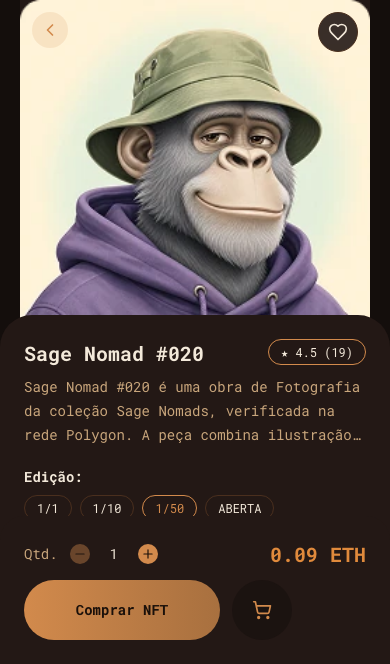 Sage Nomad #020
★ 4.5 (19)
Sage Nomad #020 é uma obra de Fotografia
da coleção Sage Nomads, verificada na
rede Polygon. A peça combina ilustração…
Edição:
1/1
1/10
1/50
ABERTA
Qtd.
1
0.09 ETH
Comprar NFT